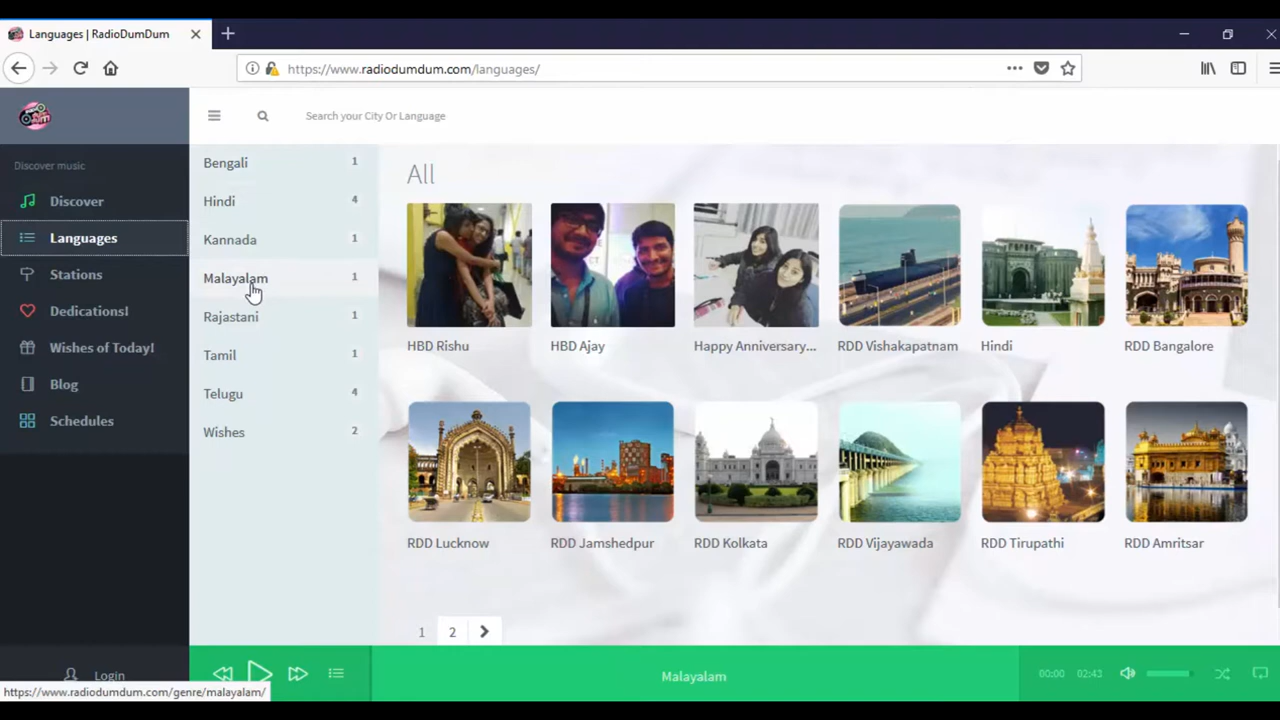 Languages | RadioDumDum
https://www.radiodumdum.com/languages/
Search your City Or Language
Discover music
Discover
Languages
Stations
Dedications!
Wishes of Today!
Blog
Schedules
Login
Bengali 1
Hindi 4
Kannada 1
Malayalam 1
Rajastani 1
Tamil 1
Telugu 4
Wishes 2
All
HBD Rishu
HBD Ajay
Happy Anniversary...
RDD Vishakapatnam
Hindi
RDD Bangalore
RDD Lucknow
RDD Jamshedpur
RDD Kolkata
RDD Vijayawada
RDD Tirupathi
RDD Amritsar
1 2
Malayalam
00:00 02:43
https://www.radiodumdum.com/genre/malayalam/